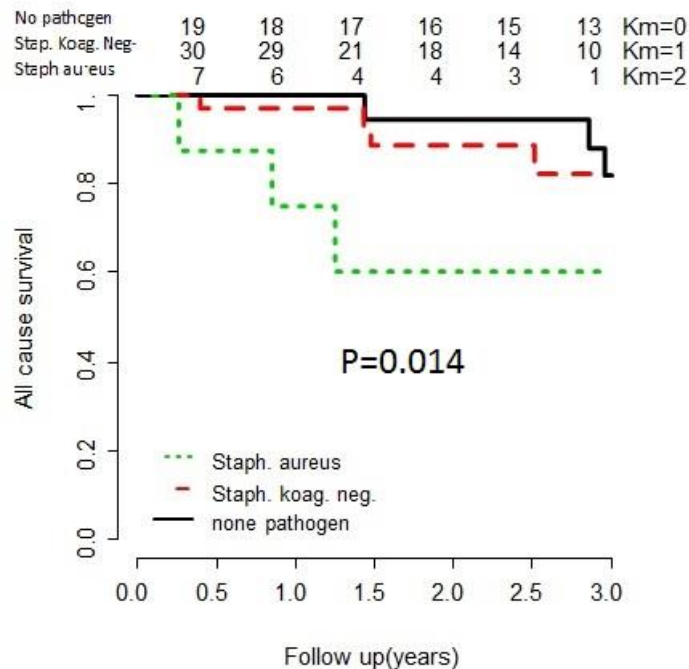 No pathogen 19 18 17 16 15 13 Km=0
Stap. Koag. Neg- 30 29 21 18 14 10 Km=1
Staph aureus 7 6 4 4 3 1 Km=2
1.
0.8
0.6
0.4
0.2
0.0
All cause survival
P=0.014
Staph. aureus
Staph. koag. neg.
none pathogen
0.0 0.5 1.0 1.5 2.0 2.5 3.0
Follow up(years)